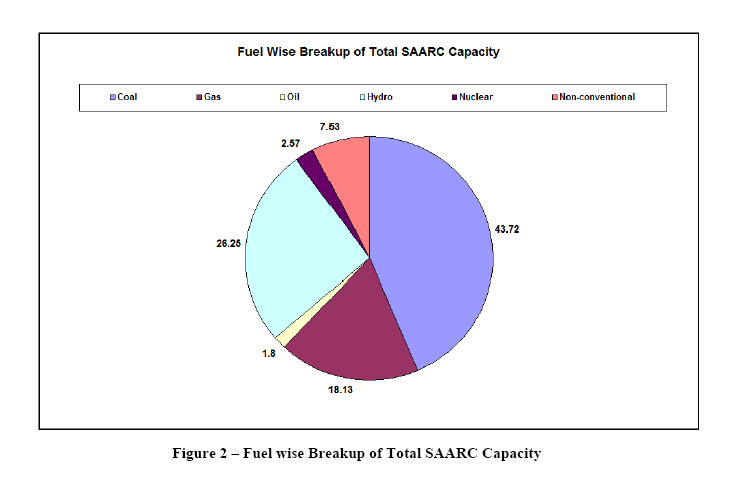 Fuel Wise Breakup of Total SAARC Capacity
Coal Gas Oil Hydro Nuclear Non-conventional
7.53
2.57
43.72
26.25
1.8
18.13
Figure 2 – Fuel wise Breakup of Total SAARC Capacity